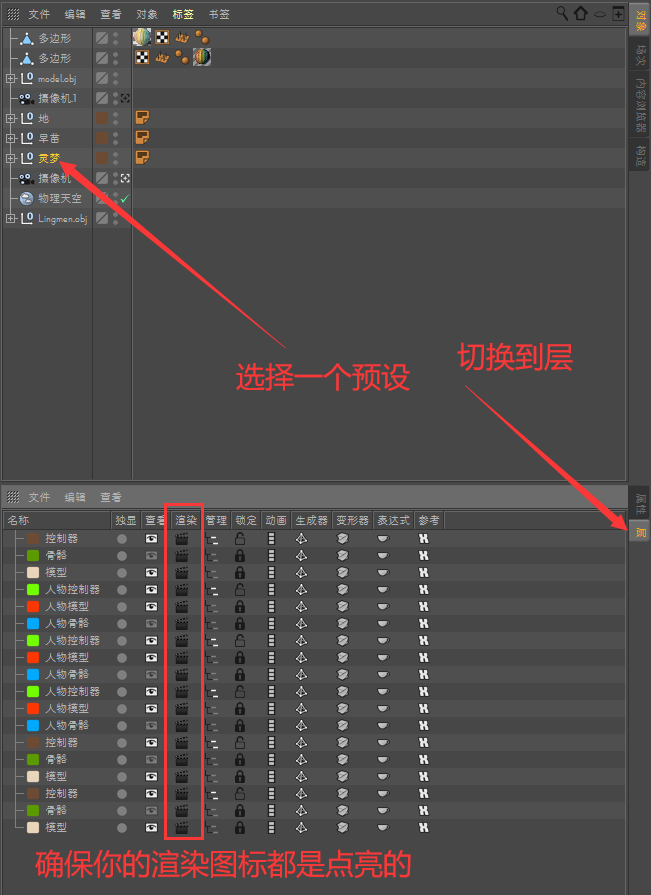 文件 编辑 查看 对象 标签 书签
对象
场次
内容浏览器
构造
多边形
多边形
model.obj
摄像机.1
地
早苗
灵梦
摄像机
物理天空
Lingmen.obj
选择一个预设
切换到层
文件 编辑 查看
属性
层
名称 独显 查看 渲染 管理 锁定 动画 生成器 变形器 表达式 参考
控制器
骨骼
模型
人物控制器
人物模型
人物骨骼
人物控制器
人物模型
人物骨骼
人物控制器
人物模型
人物骨骼
控制器
骨骼
模型
控制器
骨骼
模型
确保你的渲染图标都是点亮的